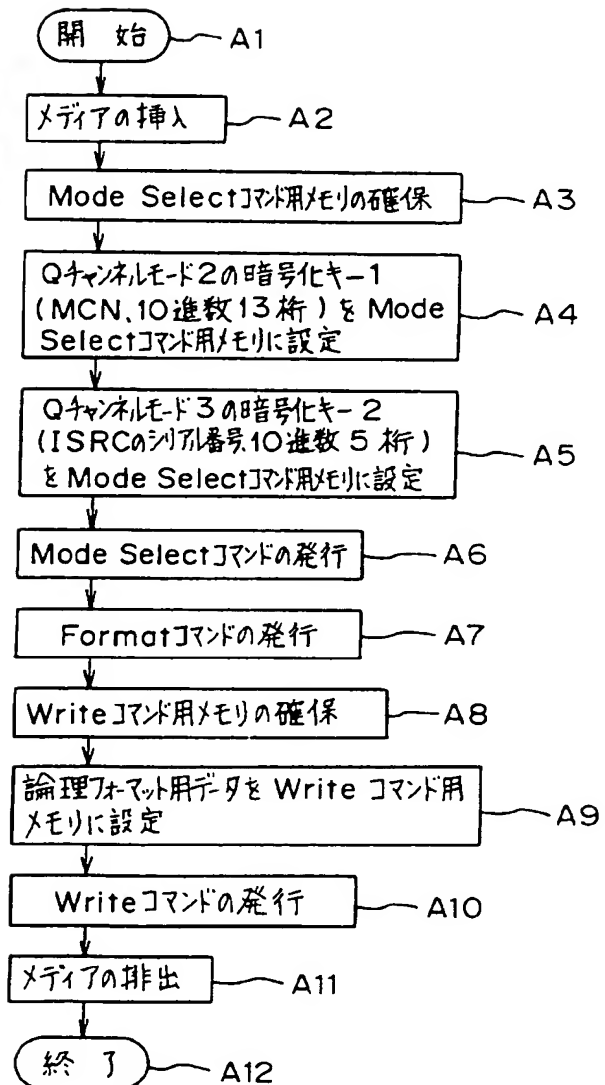 開 始 A1
メディアの挿入 A2
Mode Selectコマンド用メモリの確保 A3
Qチャンネルモード2の暗号化キー1
(MCN、10進数13桁)をMode
Selectコマンド用メモリに設定 A4
Qチャンネルモード3の暗号化キー2
(ISRCのシリアル番号、10進数5桁)
をMode Selectコマンド用メモリに設定 A5
Mode Selectコマンドの発行 A6
Formatコマンドの発行 A7
Writeコマンド用メモリの確保 A8
論理フォーマット用データをWrite コマンド用
メモリに設定 A9
Writeコマンドの発行 A10
メディアの排出 A11
終 了 A12